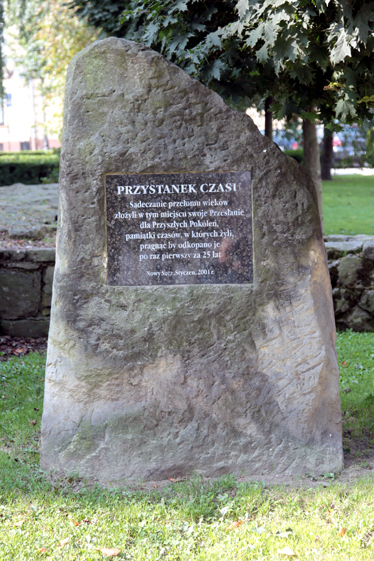 PRZYSTANEK CZASU
Sądeczanie przełomu wieków
złożyli w tym miejscu swoje Przesłanie
dla Przyszłych Pokoleń,
pamiątki czasów, w których żyli,
pragnąc by odkopano je
po raz pierwszy za 25 lat
Nowy Sącz, Styczeń, 2001 r.